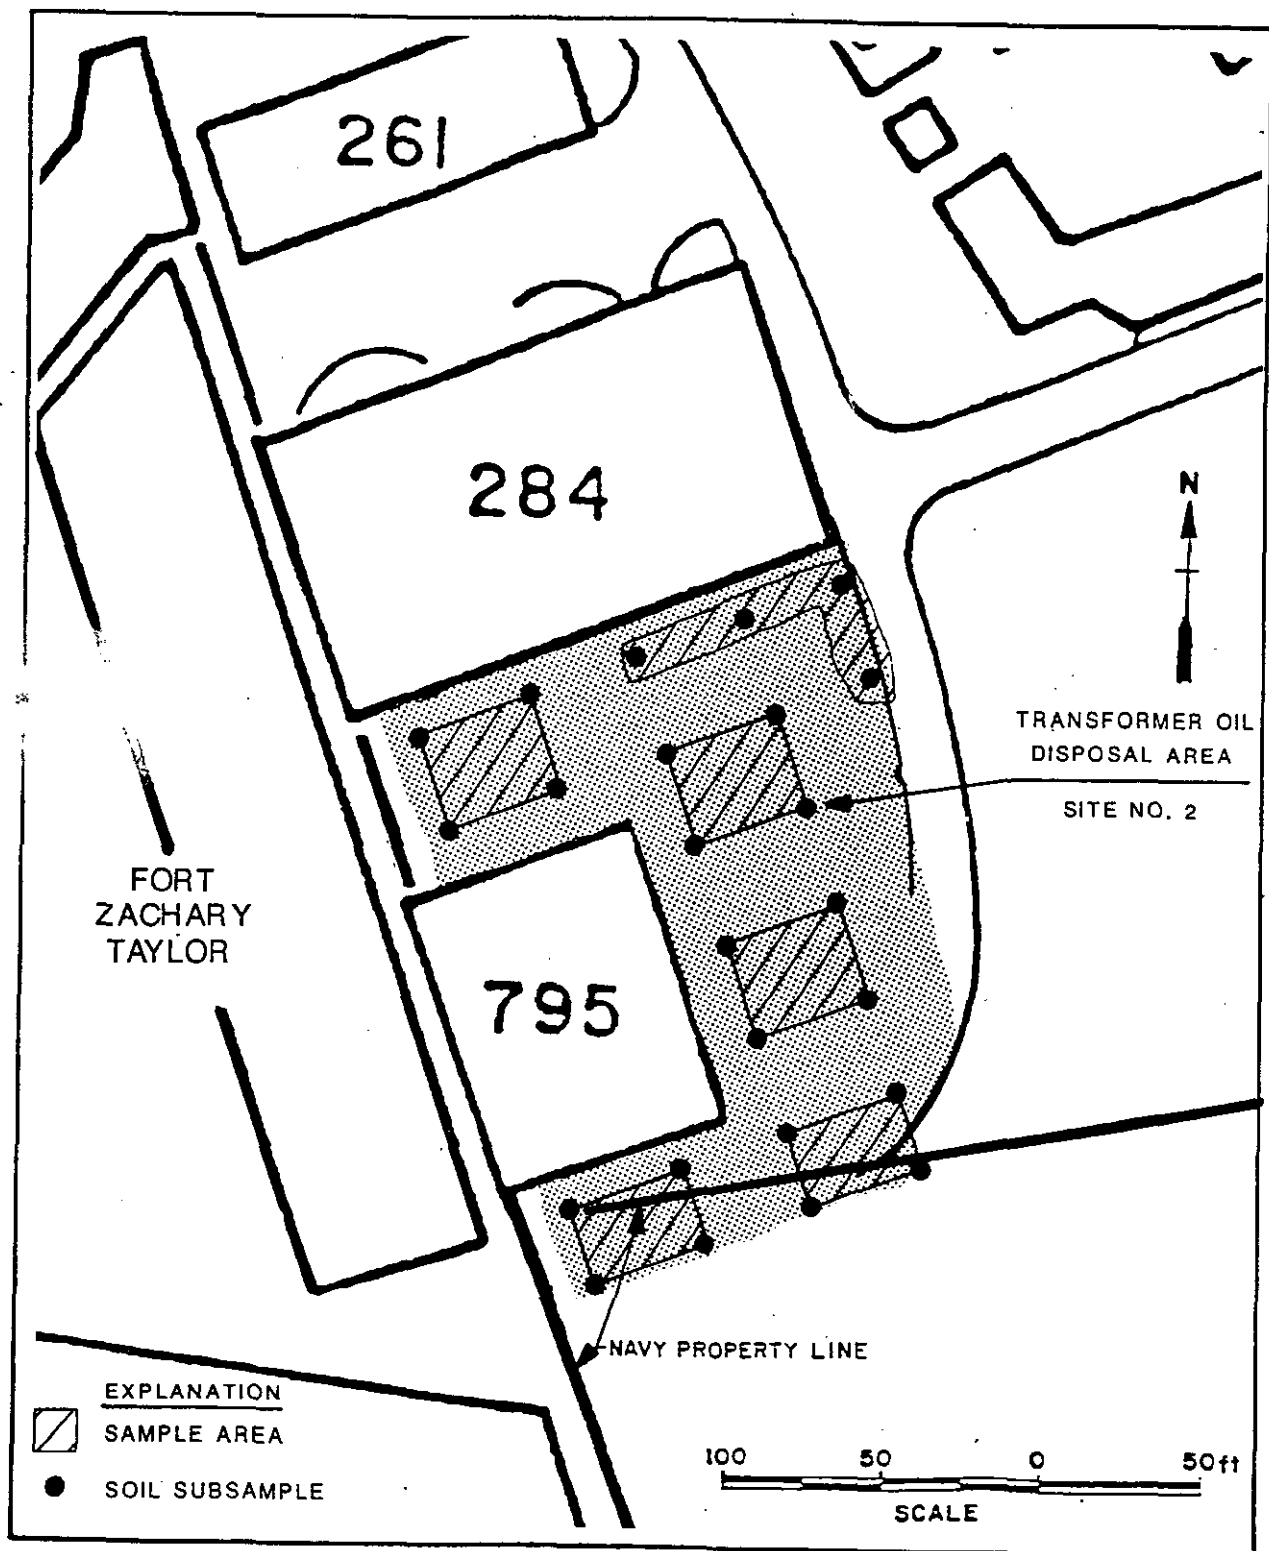 261
284
N
TRANSFORMER OIL
DISPOSAL AREA
SITE NO. 2
FORT
ZACHARY
TAYLOR
795
NAVY PROPERTY LINE
EXPLANATION
SAMPLE AREA
SOIL SUBSAMPLE
100 50 0 50ft
SCALE